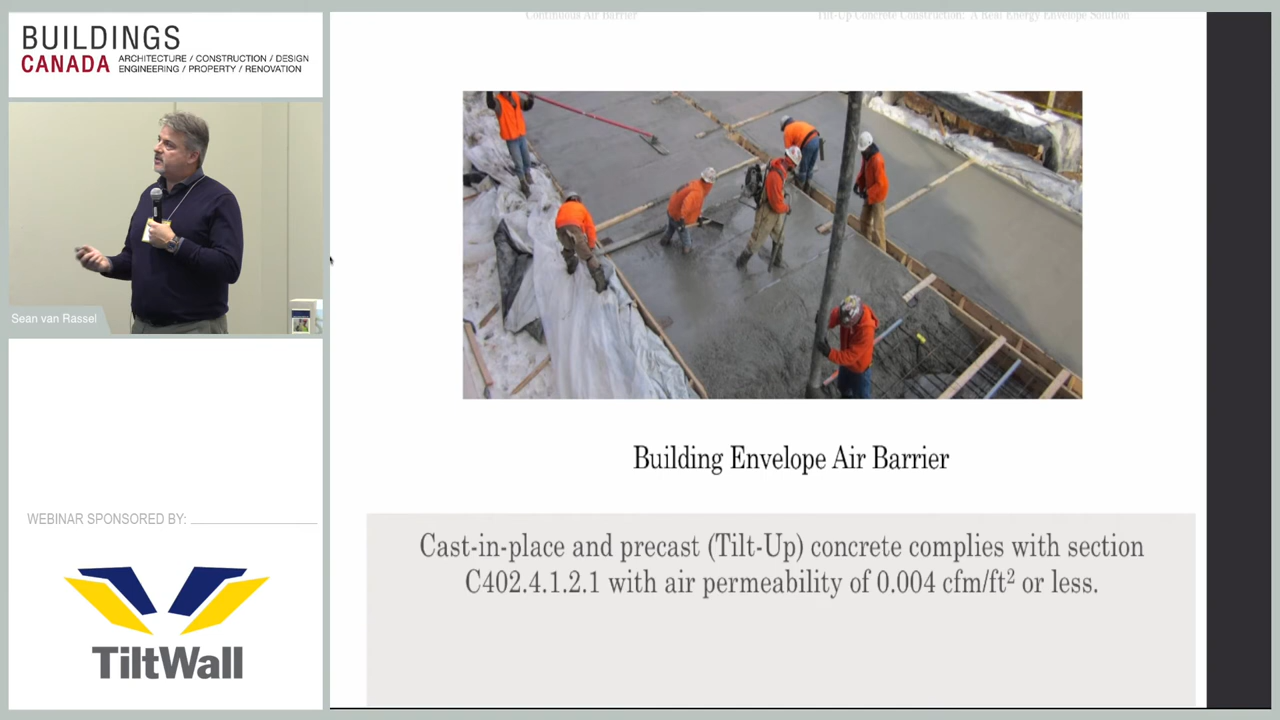 BUILDINGS
CANADA
ARCHITECTURE / CONSTRUCTION / DESIGN
ENGINEERING / PROPERTY / RENOVATION
Sean van Rassel
WEBINAR SPONSORED BY:
TiltWall
Continuous Air Barrier
Tilt-Up Concrete Construction: A Real Energy Envelope Solution
Building Envelope Air Barrier
Cast-in-place and precast (Tilt-Up) concrete complies with section
C402.4.1.2.1 with air permeability of 0.004 cfm/ft² or less.